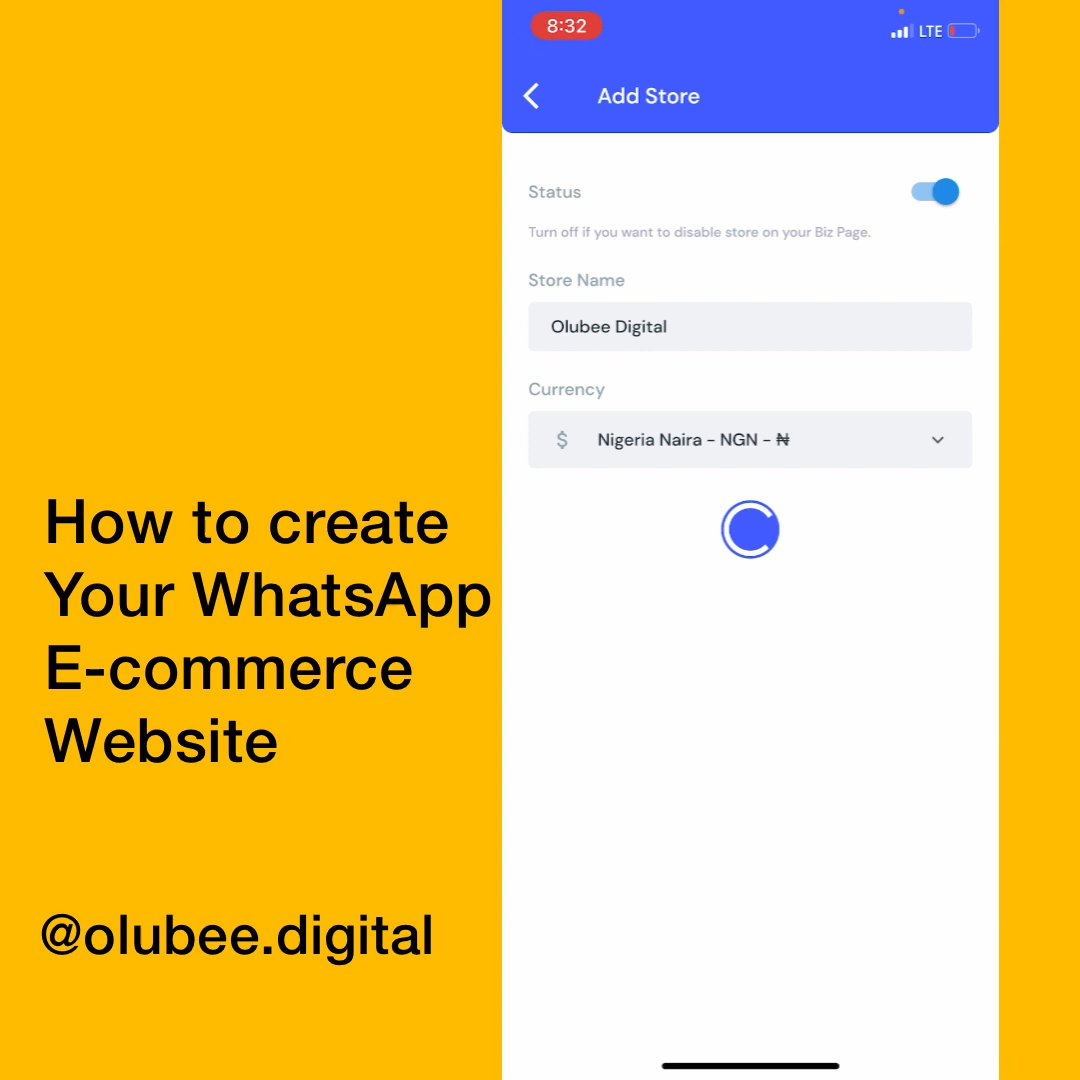 How to create
Your WhatsApp
E-commerce
Website
@olubee.digital
8:32
LTE
Add Store
Status
Turn off if you want to disable store on your Biz Page.
Store Name
Olubee Digital
Currency
$ Nigeria Naira - NGN - ₦